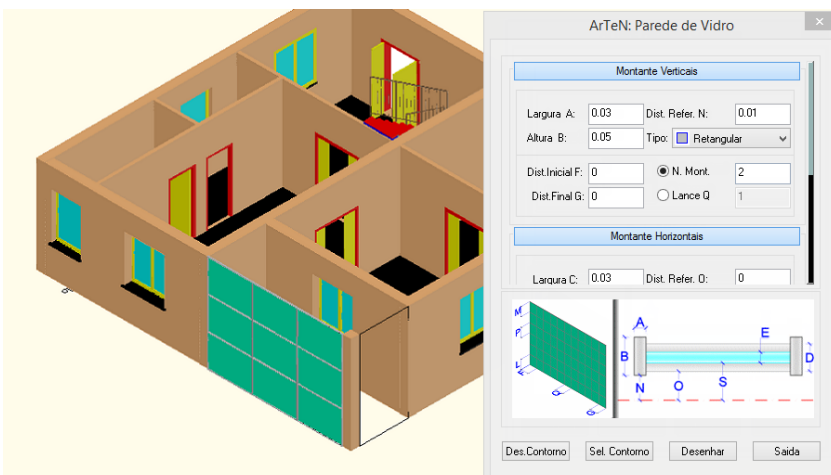 ArTeN: Parede de Vidro
Montante Verticais
Largura A: 0.03 Dist. Refer. N: 0.01
Altura B: 0.05 Tipo: Retangular
Dist.Inicial F: 0 N. Mont. 2
Dist.Final G: 0 Lance Q 1
Montante Horizontais
Largura C: 0.03 Dist. Refer. O: 0
M
P
L
F
Q
G
A
E
B
D
N
O
S
Des.Contorno Sel. Contorno Desenhar Saida